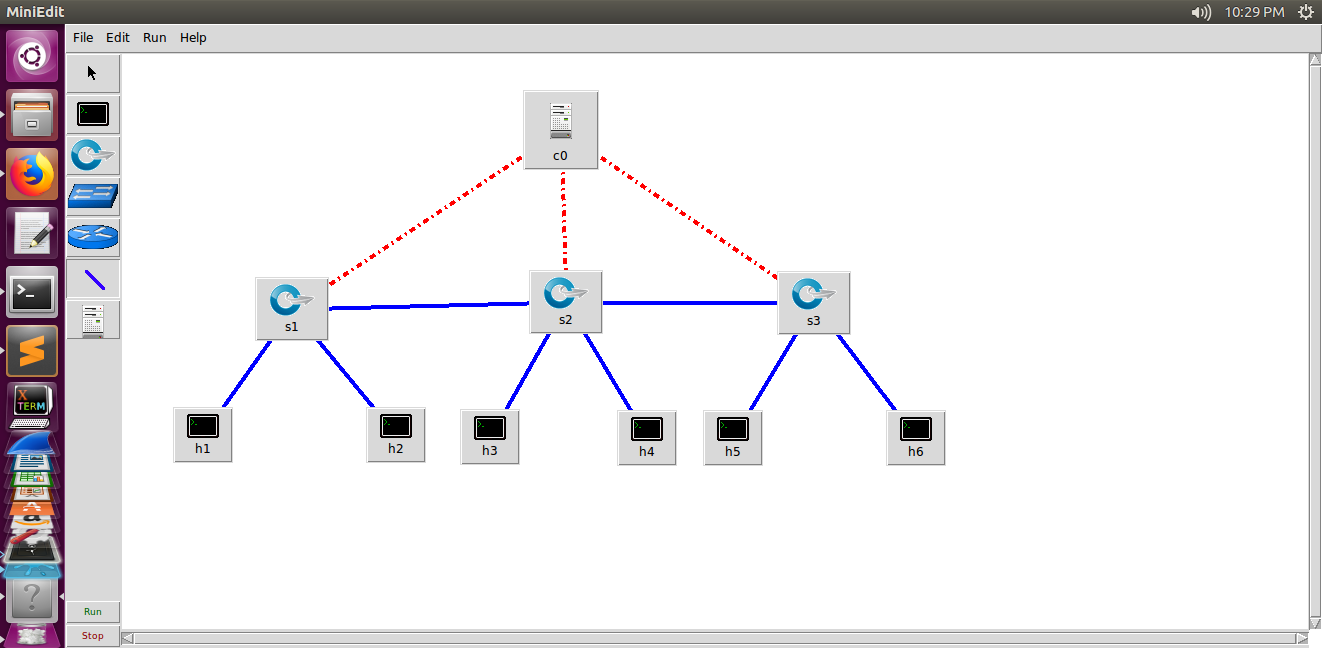 MiniEdit
10:29 PM
File Edit Run Help
c0
s1
s2
s3
h1
h2
h3
h4
h5
h6
X
TERM
Run
Stop